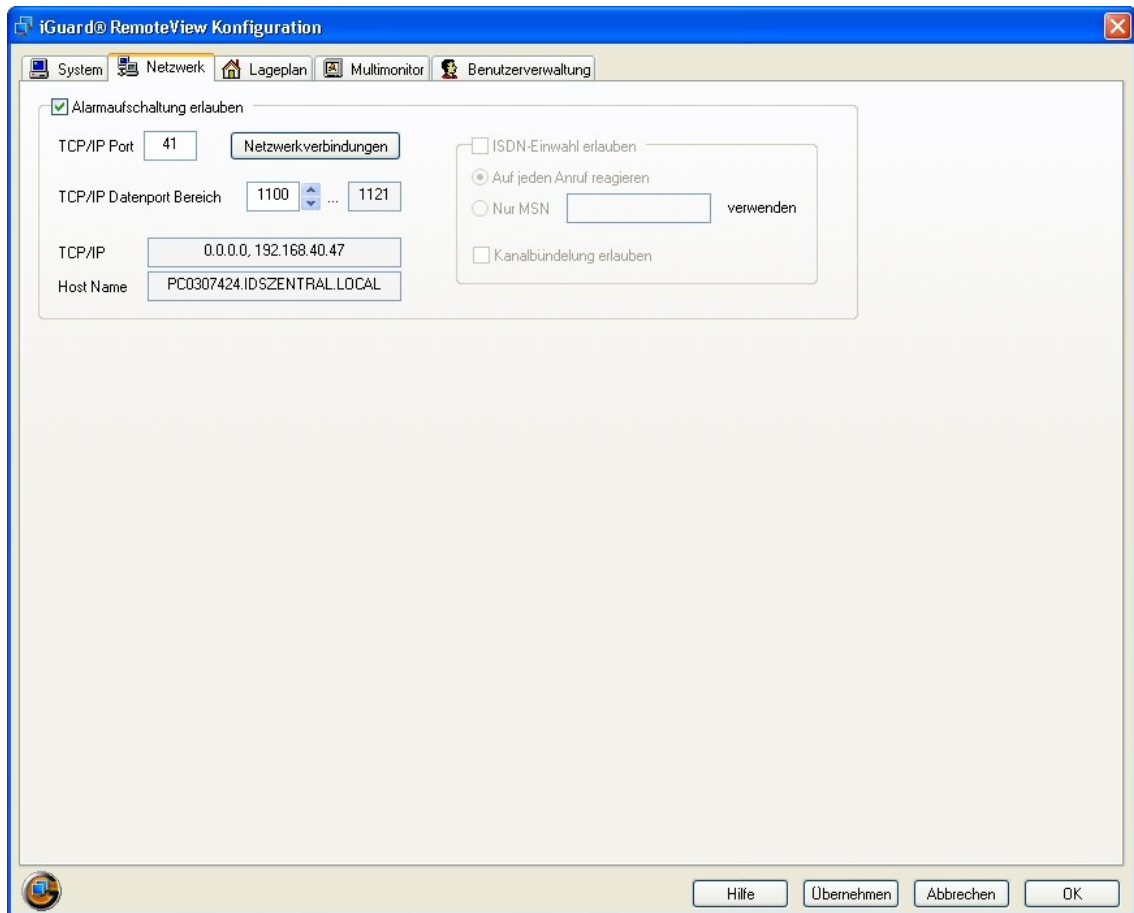 iGuard® RemoteView Konfiguration
System Netzwerk Lageplan Multimonitor Benutzerverwaltung
Alarmaufschaltung erlauben
TCP/IP Port 41 Netzwerkverbindungen
TCP/IP Datenport Bereich 1100 ... 1121
TCP/IP 0.0.0.0, 192.168.40.47
Host Name PC0307424.IDSZENTRAL.LOCAL
ISDN-Einwahl erlauben
Auf jeden Anruf reagieren
Nur MSN verwenden
Kanalbündelung erlauben
Hilfe Übernehmen Abbrechen OK